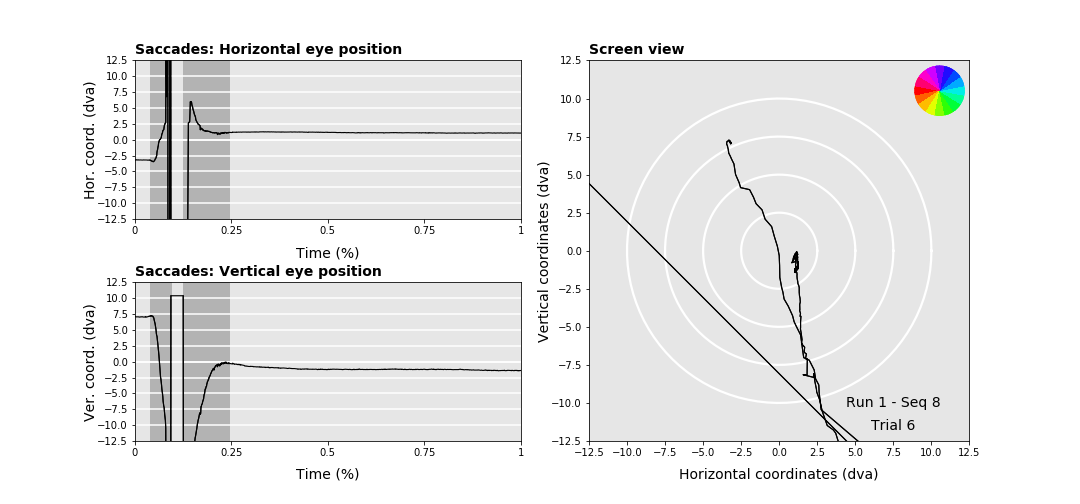 Saccades: Horizontal eye position
12.5
10.0
7.5
5.0
2.5
0.0
−2.5
−5.0
−7.5
−10.0
−12.5
Hor. coord. (dva)
0 0.25 0.5 0.75 1
Time (%)
Saccades: Vertical eye position
12.5
10.0
7.5
5.0
2.5
0.0
−2.5
−5.0
−7.5
−10.0
−12.5
Ver. coord. (dva)
0 0.25 0.5 0.75 1
Time (%)
Screen view
12.5
10.0
7.5
5.0
2.5
0.0
−2.5
−5.0
−7.5
−10.0
−12.5
Vertical coordinates (dva)
Run 1 - Seq 8
Trial 6
−12.5 −10.0 −7.5 −5.0 −2.5 0.0 2.5 5.0 7.5 10.0 12.5
Horizontal coordinates (dva)